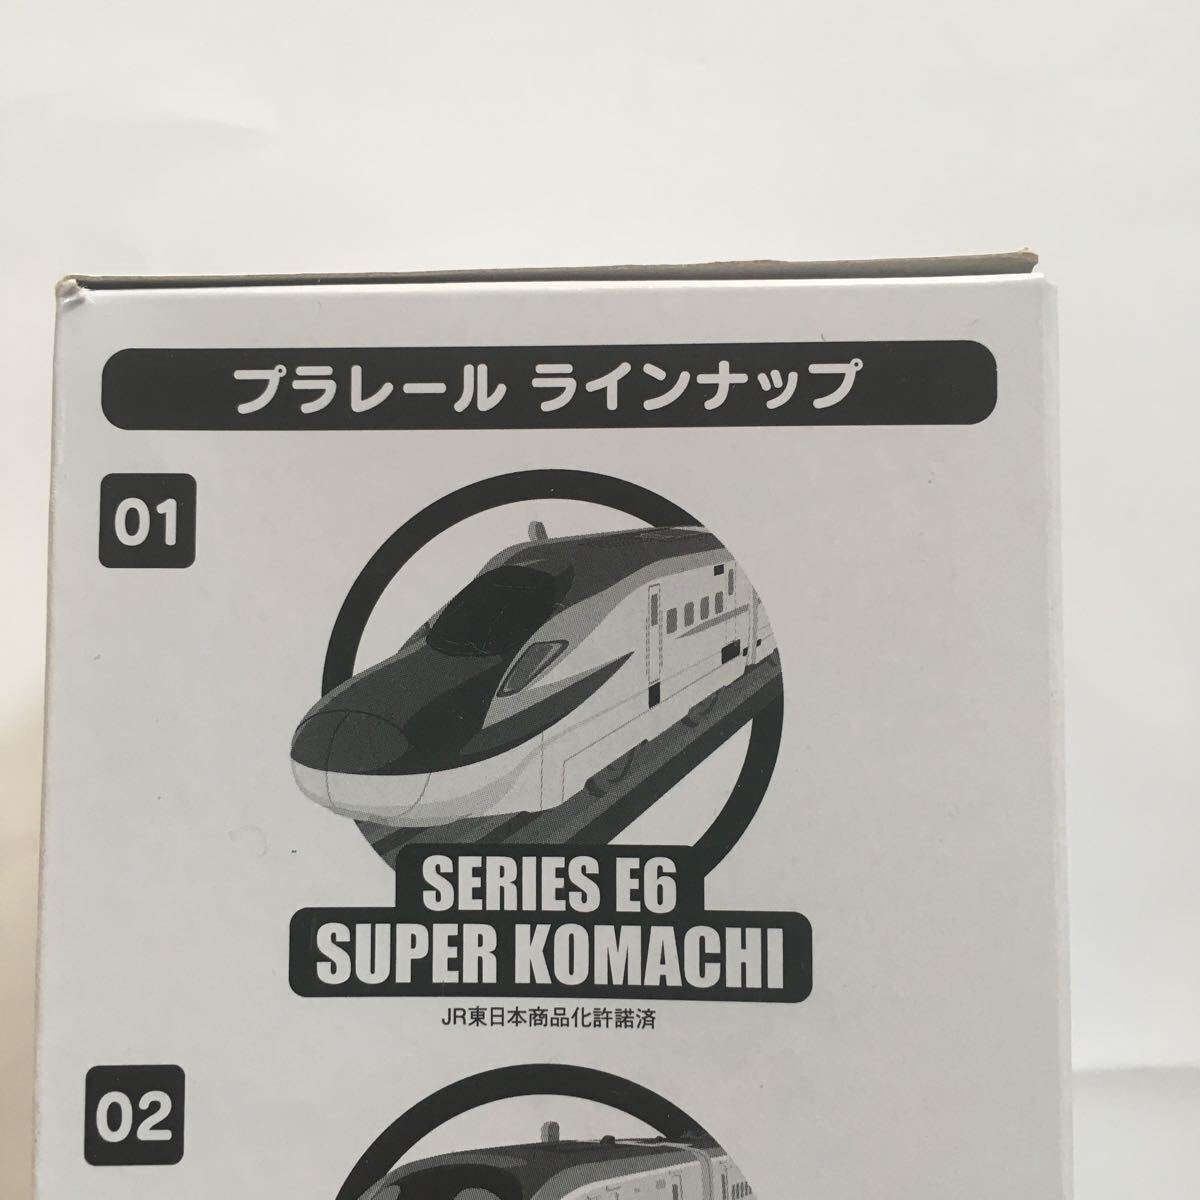 プラレール ラインナップ
01
SERIES E6
SUPER KOMACHI
JR東日本商品化許諾済
02